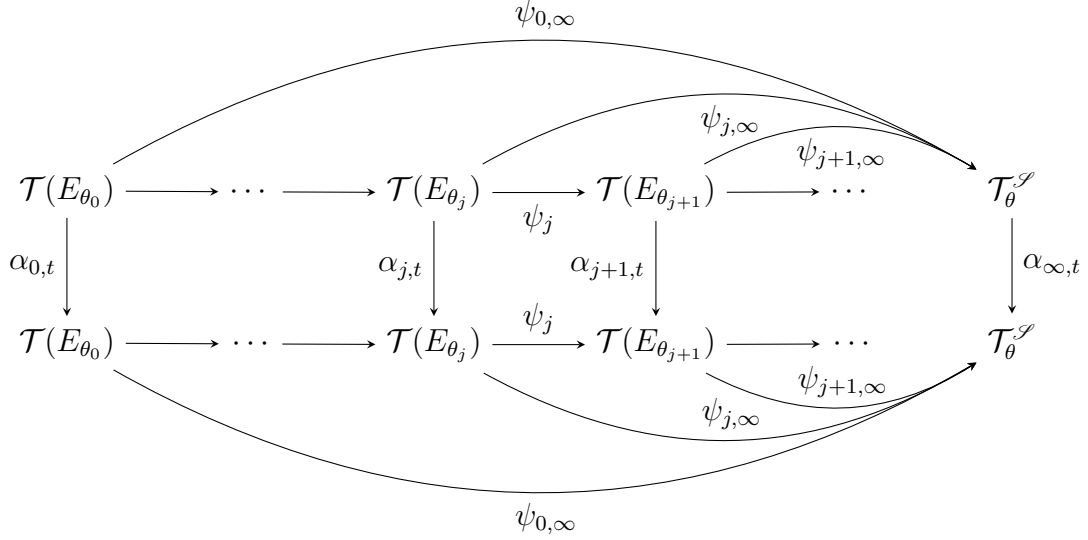 ψ_{0,∞}
ψ_{j,∞}
ψ_{j+1,∞}
𝒯(E_{θ_0}) ⋯ 𝒯(E_{θ_j}) 𝒯(E_{θ_{j+1}}) ⋯ 𝒯_θ^𝒮
ψ_j
α_{0,t} α_{j,t} α_{j+1,t} α_{∞,t}
ψ_j
𝒯(E_{θ_0}) ⋯ 𝒯(E_{θ_j}) 𝒯(E_{θ_{j+1}}) ⋯ 𝒯_θ^𝒮
ψ_{j+1,∞}
ψ_{j,∞}
ψ_{0,∞}